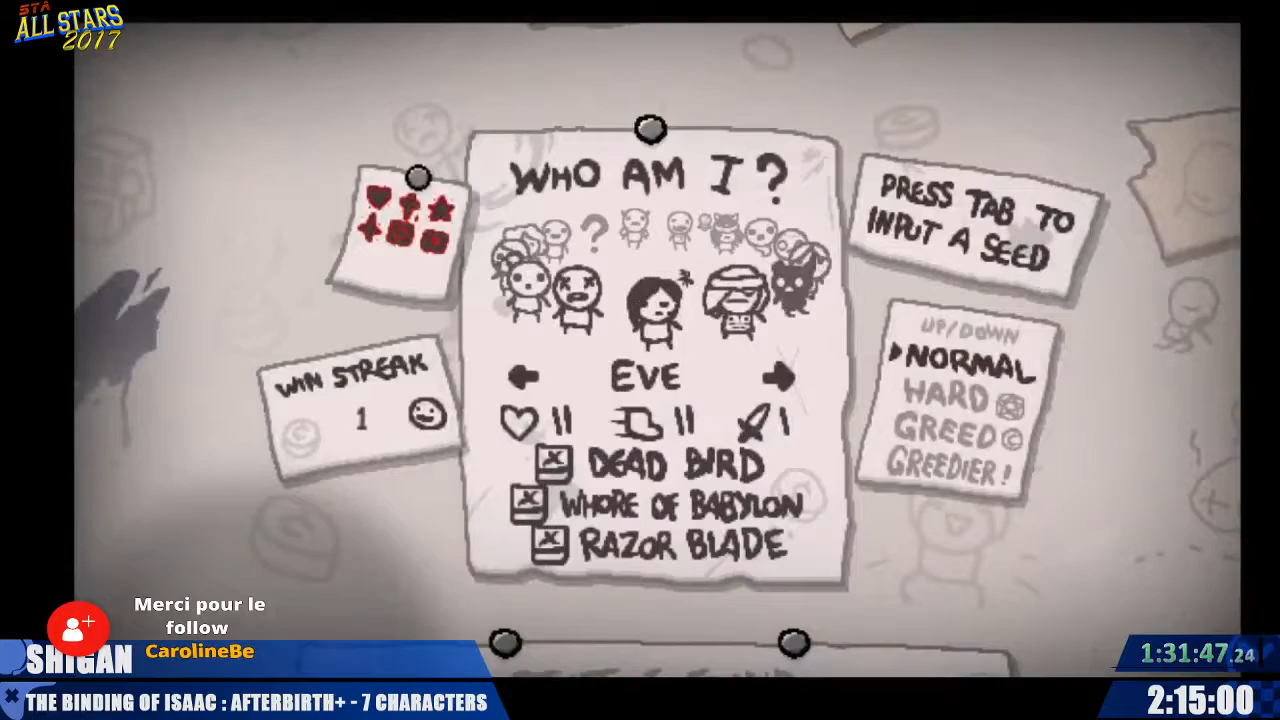 STA
ALL STARS
2017
WHO AM I?
PRESS TAB TO
INPUT A SEED
WIN STREAK
1
EVE
DEAD BIRD
WHORE OF BABYLON
RAZOR BLADE
UP/DOWN
NORMAL
HARD
GREED
GREEDIER!
Merci pour le
follow
CarolineBe
SHIGAN
THE BINDING OF ISAAC : AFTERBIRTH+ - 7 CHARACTERS
1:31:47.24
2:15:00